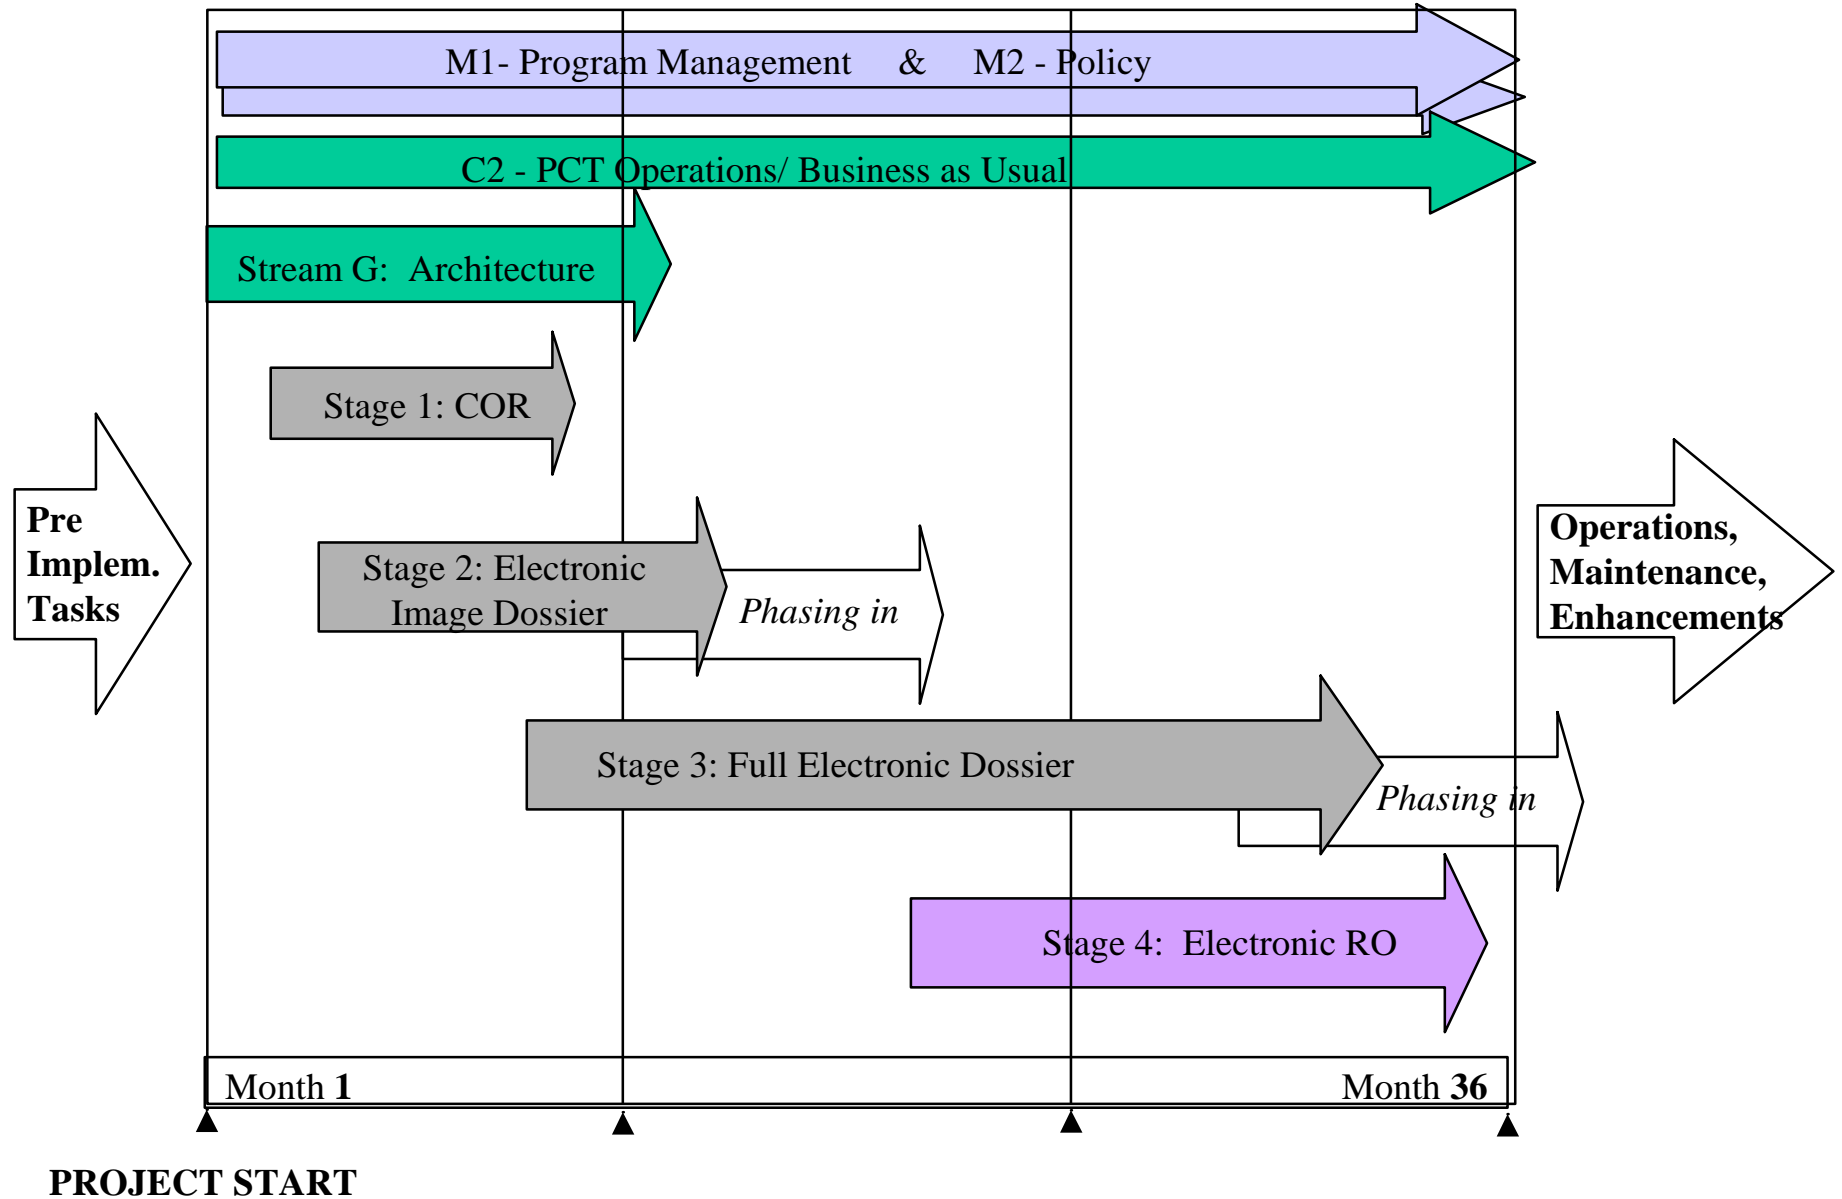 M1- Program Management & M2 - Policy
C2 - PCT Operations/ Business as Usual
Stream G: Architecture
Stage 1: COR
Pre
Implem.
Tasks
Stage 2: Electronic
Image Dossier
Phasing in
Operations,
Maintenance,
Enhancements
Stage 3: Full Electronic Dossier
Phasing in
Stage 4: Electronic RO
Month 1
Month 36
PROJECT START